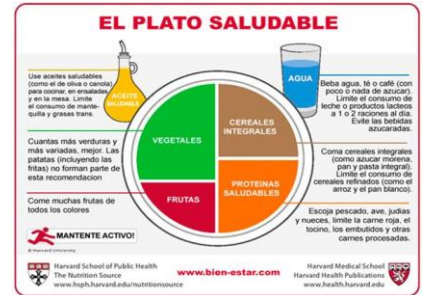 EL PLATO SALUDABLE
Use aceites saludables
(como el de oliva o canola)
para cocinar, en ensaladas,
y en la mesa. Limite
el consumo de mante-
quilla y grasas trans.
ACEITE
SALUDABLE
AGUA
Beba agua, té o café (con
poco o nada de azucar).
Limite el consumo de
leche o productos lacteos
a 1 o 2 raciones al día.
Evite las bebidas
azucaradas.
VEGETALES
CEREALES
INTEGRALES
Cuantas más verduras y
más variadas, mejor. Las
patatas (incluyendo las
fritas) no forman parte de
esta recomendacion
Coma cereales integrales
(como azucar morena,
pan y pasta integral).
Limite el consumo de
cereales refinados (como el
arroz y el pan blanco).
FRUTAS
PROTEINAS
SALUDABLES
Come muchas frutas de
todos los colores
Escoja pescado, ave, judias
y nueces, limite la carne roja, el
tocino, los embutidos y otras
carnes procesadas.
MANTENTE ACTIVO!
© Harvard University
Harvard School of Public Health
The Nutrition Source
www.hsph.harvard.edu/nutritionsource
www.bien-estar.com
Harvard Medical School
Harvard Health Publications
www.health.harvard.edu